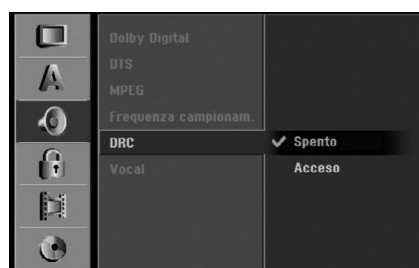 Dolby Digital
DTS
MPEG
Frequenza campionam.
DRC
Spento
Vocal
Acceso